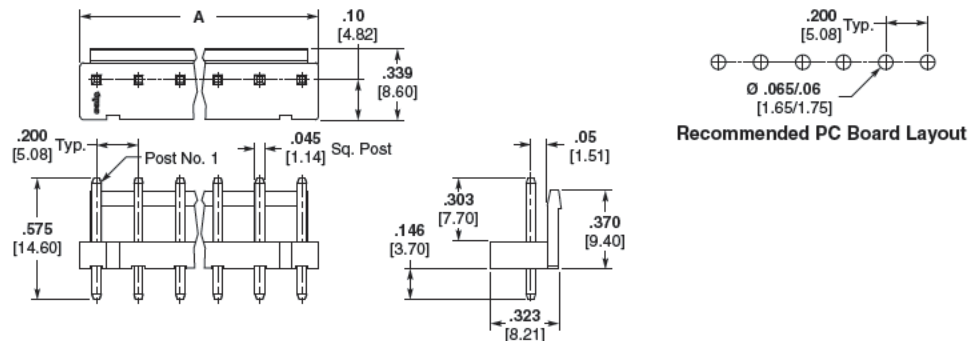 A
.10
[4.82]
.339
[8.60]
.200
[5.08] Typ.
Post No. 1
.045
[1.14] Sq. Post
.575
[14.60]
.05
[1.51]
.303
[7.70]
.146
[3.70]
.370
[9.40]
.323
[8.21]
.200 Typ.
[5.08]
Ø .065/.06
[1.65/1.75]
Recommended PC Board Layout